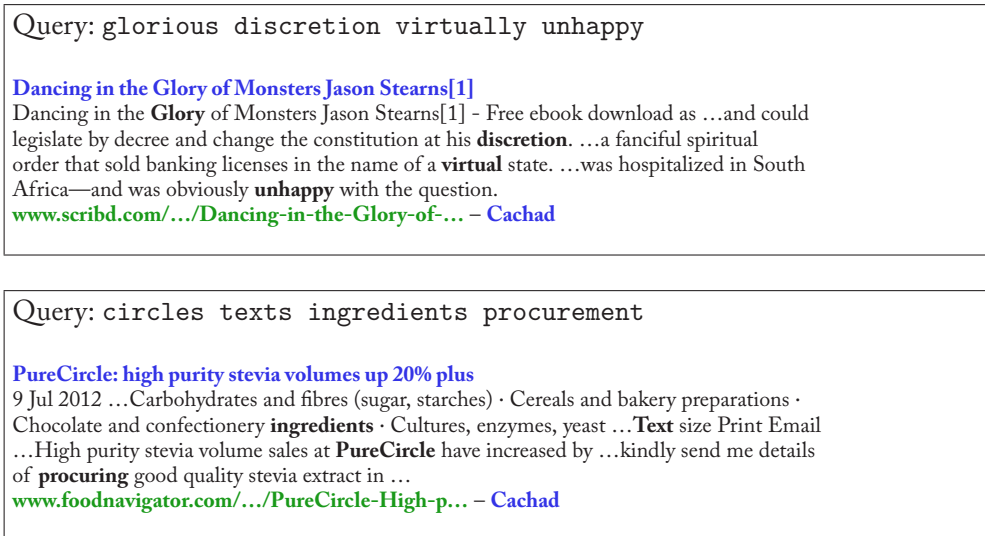 Query: glorious discretion virtually unhappy
Dancing in the Glory of Monsters Jason Stearns[1]
Dancing in the Glory of Monsters Jason Stearns[1] - Free ebook download as …and could
legislate by decree and change the constitution at his discretion. …a fanciful spiritual
order that sold banking licenses in the name of a virtual state. …was hospitalized in South
Africa—and was obviously unhappy with the question.
www.scribd.com/…/Dancing-in-the-Glory-of-… – Cachad
Query: circles texts ingredients procurement
PureCircle: high purity stevia volumes up 20% plus
9 Jul 2012 …Carbohydrates and fibres (sugar, starches) · Cereals and bakery preparations ·
Chocolate and confectionery ingredients · Cultures, enzymes, yeast …Text size Print Email
…High purity stevia volume sales at PureCircle have increased by …kindly send me details
of procuring good quality stevia extract in …
www.foodnavigator.com/…/PureCircle-High-p… – Cachad